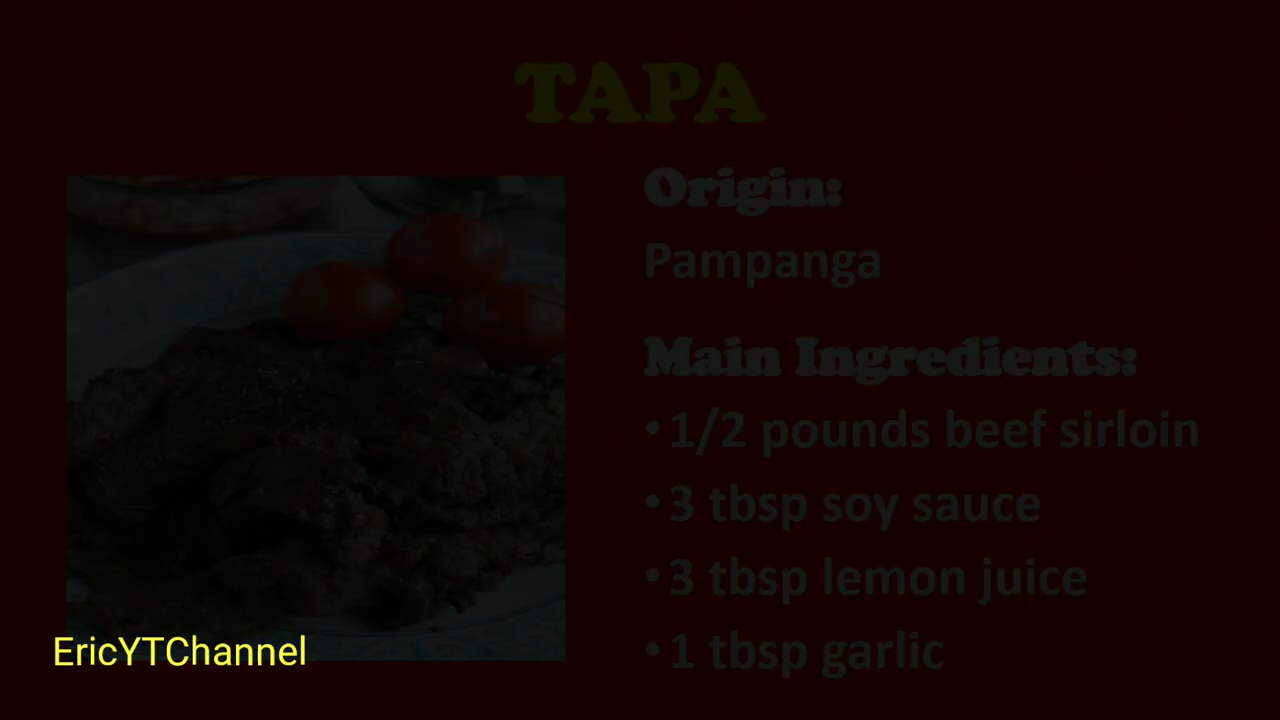 TAPA
Origin:
Pampanga
Main Ingredients:
•1/2 pounds beef sirloin
•3 tbsp soy sauce
•3 tbsp lemon juice
•1 tbsp garlic
EricYTChannel